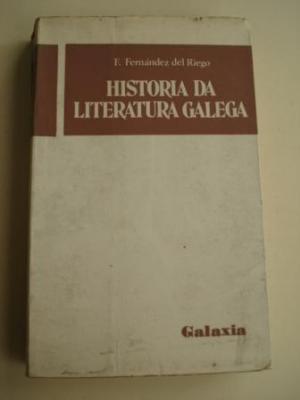 F. Fernández del Riego
HISTORIA DA
LITERATURA GALEGA
Galaxia